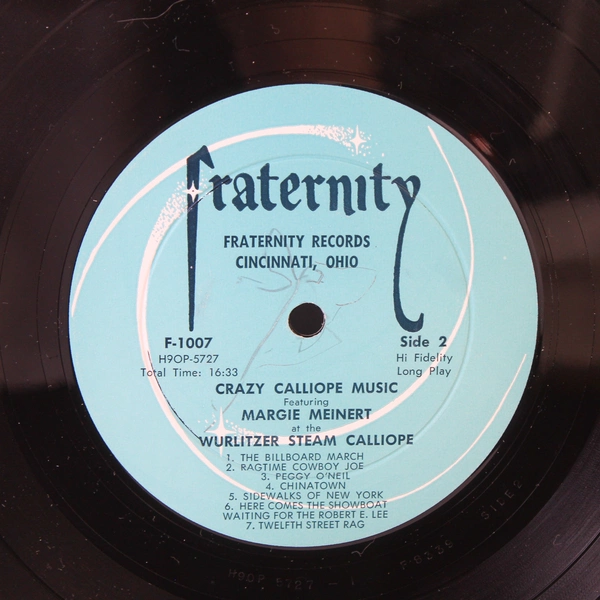 fraternity
FRATERNITY RECORDS
CINCINNATI, OHIO
F-1007 Side 2
H9OP-5727 Hi Fidelity
Total Time: 16:33 Long Play
CRAZY CALLIOPE MUSIC
Featuring
MARGIE MEINERT
at the
WURLITZER STEAM CALLIOPE
1. THE BILLBOARD MARCH
2. RAGTIME COWBOY JOE
3. PEGGY O'NEIL
4. CHINATOWN
5. SIDEWALKS OF NEW YORK
6. HERE COMES THE SHOWBOAT
WAITING FOR THE ROBERT E. LEE
7. TWELFTH STREET RAG
H9OP 5727